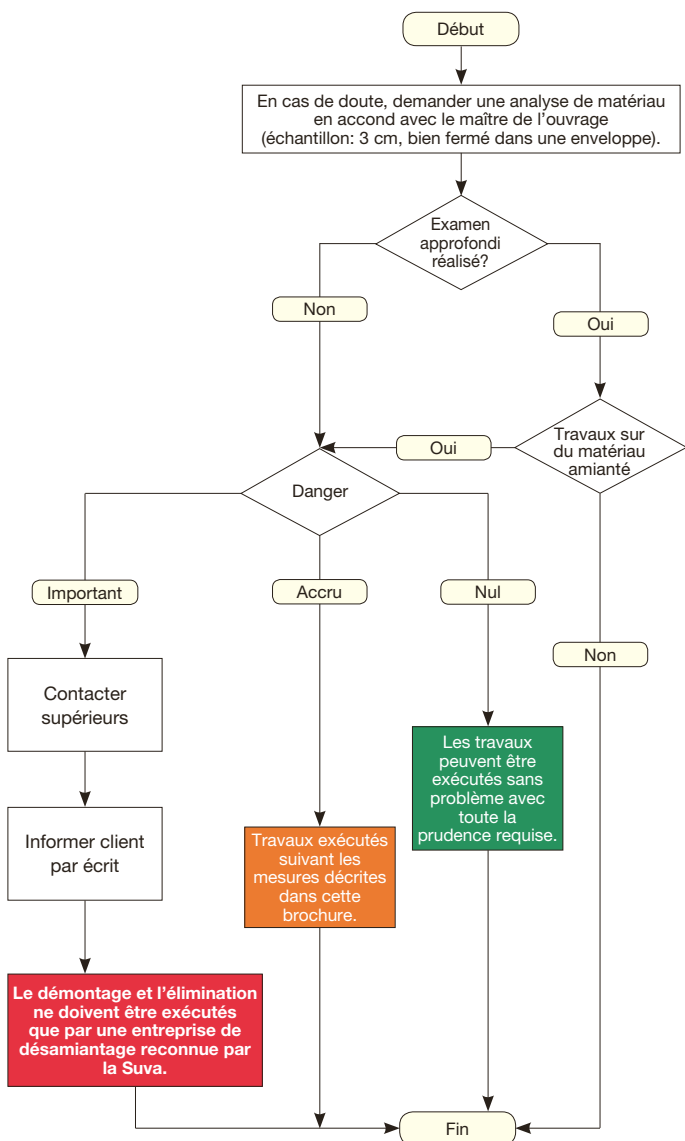 Début
En cas de doute, demander une analyse de matériau
en accond avec le maître de l'ouvrage
(échantillon: 3 cm, bien fermé dans une enveloppe).
Examen
approfondi
réalisé?
Non
Oui
Oui
Travaux sur
du matériau
amianté
Danger
Important
Accru
Nul
Non
Contacter
supérieurs
Les travaux
peuvent être
exécutés sans
problème avec
toute la
prudence requise.
Informer client
par écrit
Travaux exécutés
suivant les
mesures décrites
dans cette
brochure.
Le démontage et l'élimination
ne doivent être exécutés
que par une entreprise de
désamiantage reconnue par
la Suva.
Fin